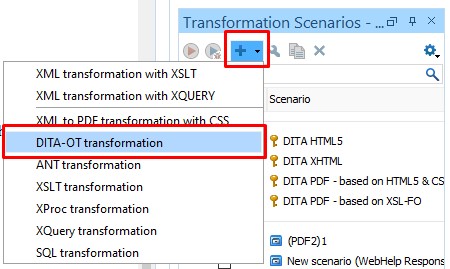 Transformation Scenarios - ...
XML transformation with XSLT
XML transformation with XQUERY
XML to PDF transformation with CSS
DITA-OT transformation
ANT transformation
XSLT transformation
XProc transformation
XQuery transformation
SQL transformation
Scenario
DITA HTML5
DITA XHTML
DITA PDF - based on HTML5 & CS
DITA PDF - based on XSL-FO
(PDF2)1
New scenario (WebHelp Respons